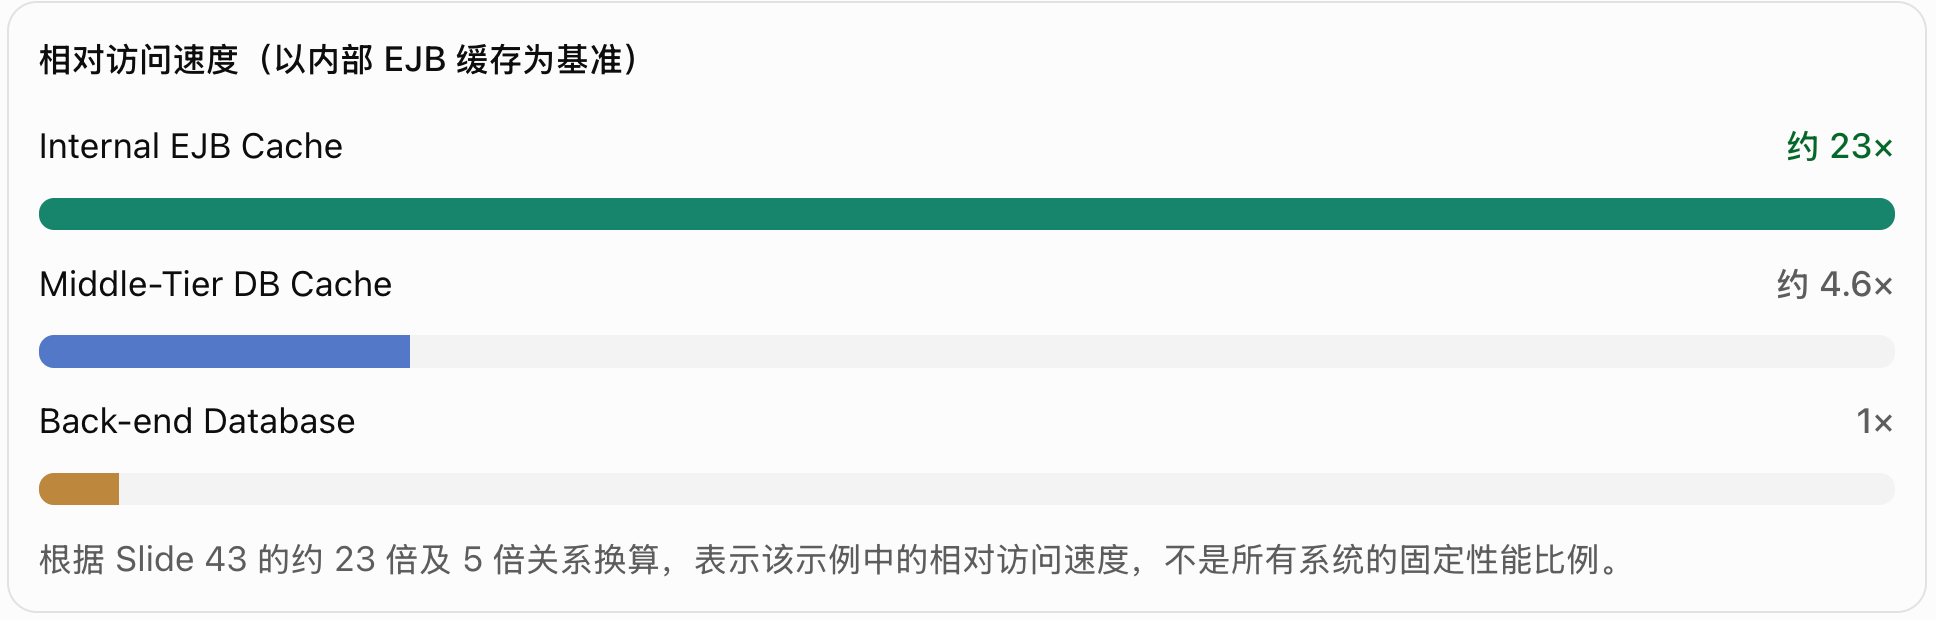 相对访问速度（以内部 EJB 缓存为基准）
Internal EJB Cache 约 23×
Middle-Tier DB Cache 约 4.6×
Back-end Database 1×
根据 Slide 43 的约 23 倍及 5 倍关系换算，表示该示例中的相对访问速度，不是所有系统的固定性能比例。